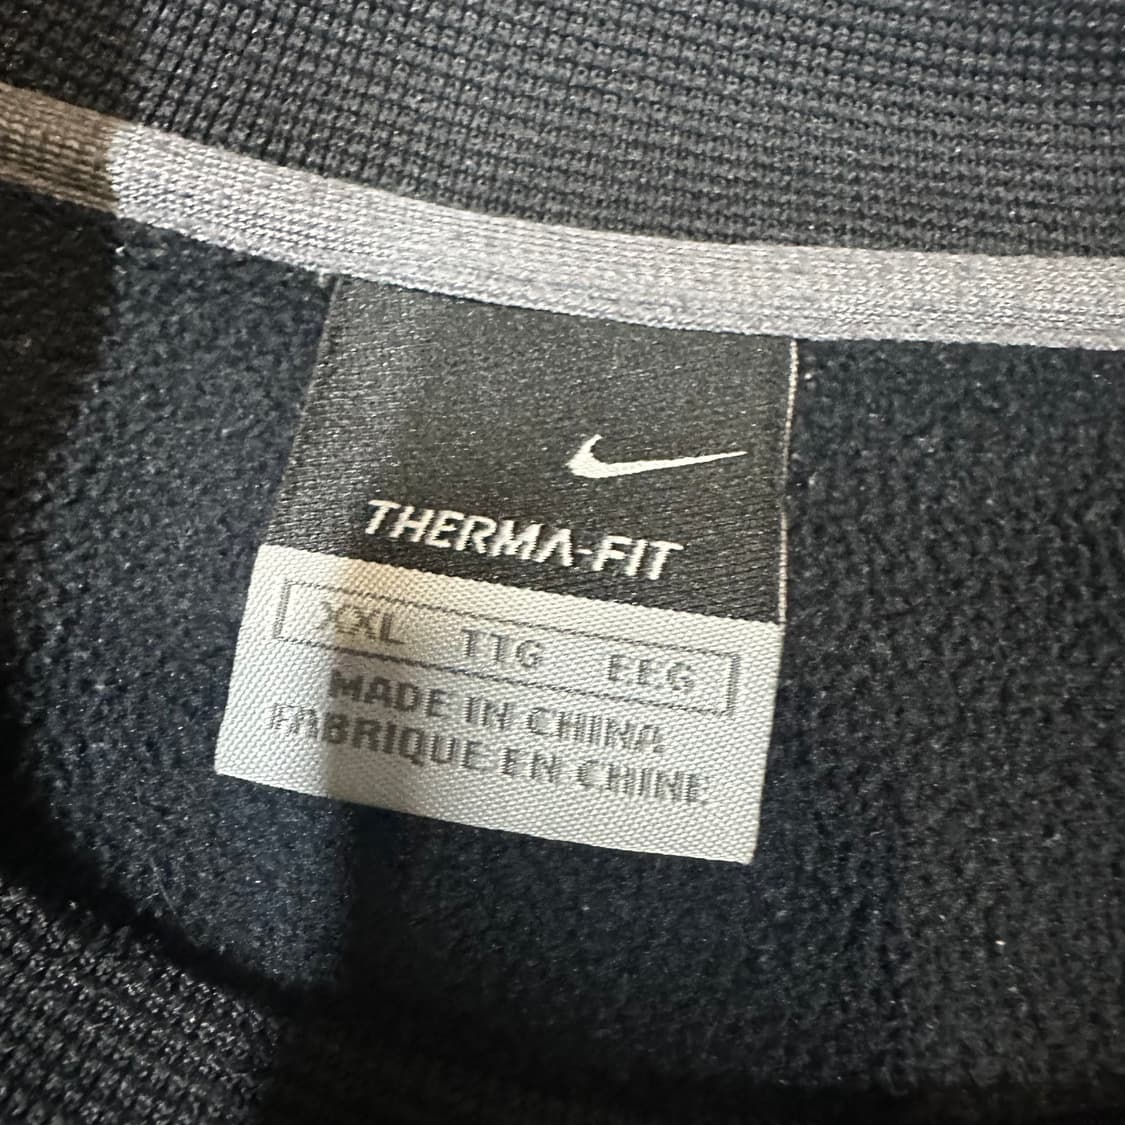 THERMA-FIT
XXL TTG EEG
MADE IN CHINA
FABRIQUE EN CHINE